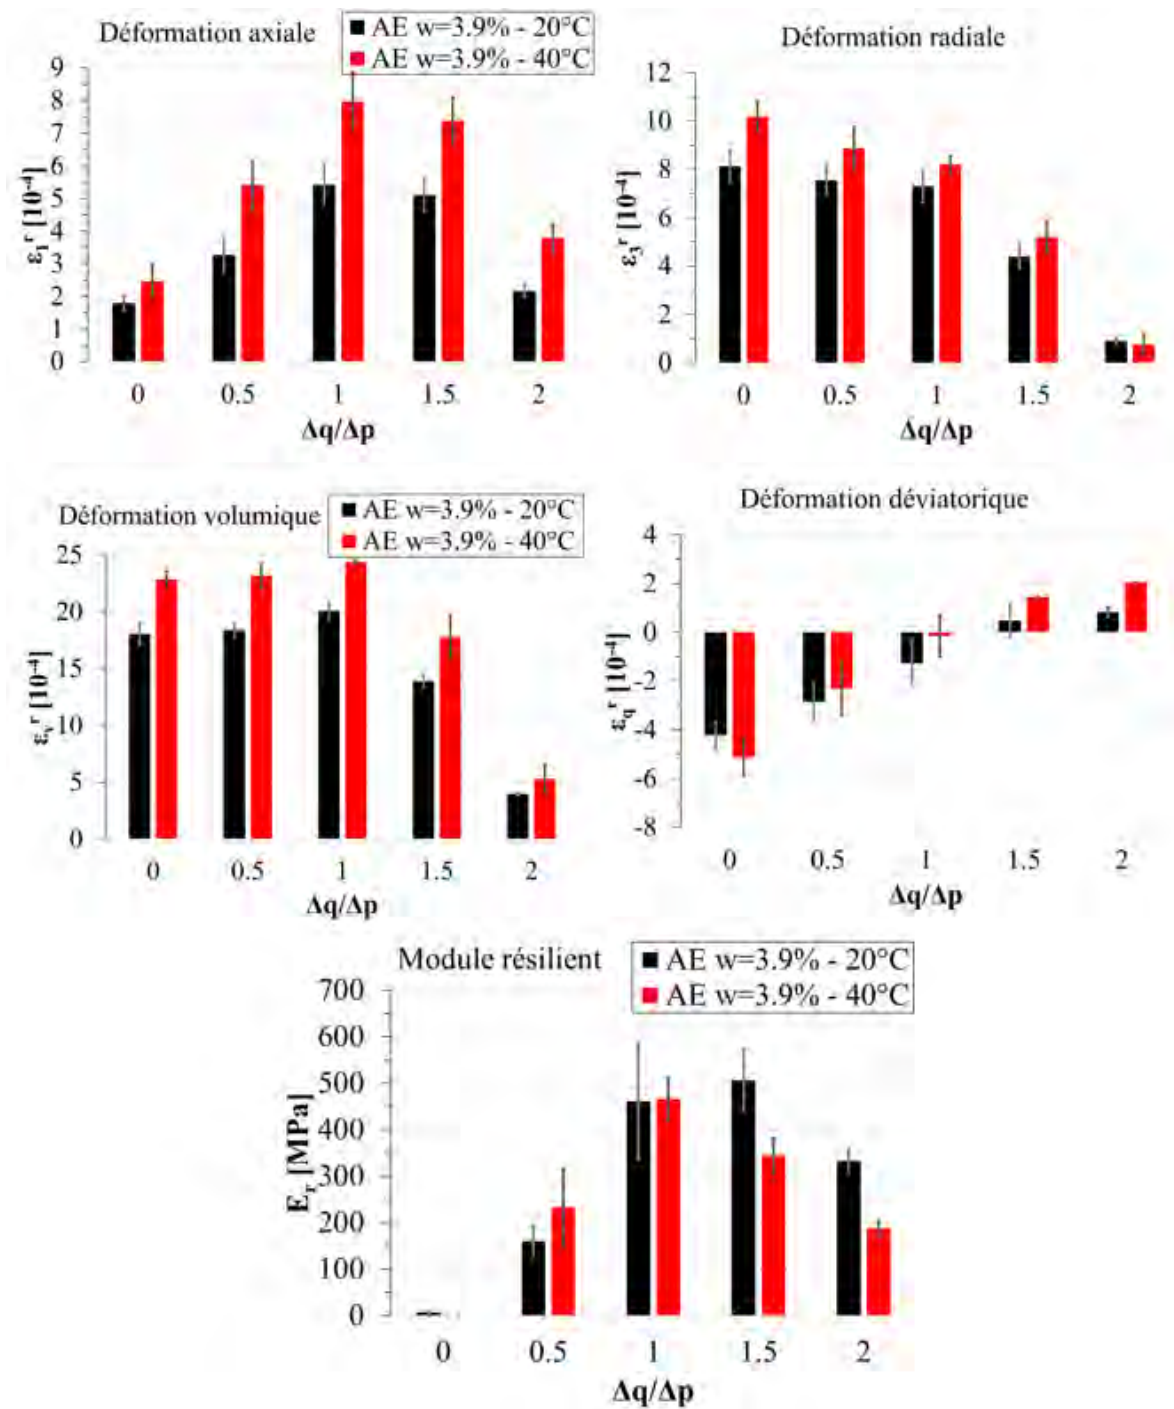 Déformation axiale
AE w=3.9% - 20°C
AE w=3.9% - 40°C
9
8
7
6
5
4
3
2
1
0
ε₁ʳ [10⁻⁴]
0 0.5 1 1.5 2
Δq/Δp
Déformation radiale
12
10
8
6
4
2
0
ε₃ʳ [10⁻⁴]
0 0.5 1 1.5 2
Δq/Δp
Déformation volumique
AE w=3.9% - 20°C
AE w=3.9% - 40°C
25
20
15
10
5
0
εᵥʳ [10⁻⁴]
0 0.5 1 1.5 2
Δq/Δp
Déformation déviatorique
4
2
0
-2
-4
-6
-8
ε_qʳ [10⁻⁴]
0 0.5 1 1.5 2
Δq/Δp
Module résilient
AE w=3.9% - 20°C
AE w=3.9% - 40°C
700
600
500
400
300
200
100
0
Eᵣ [MPa]
0 0.5 1 1.5 2
Δq/Δp